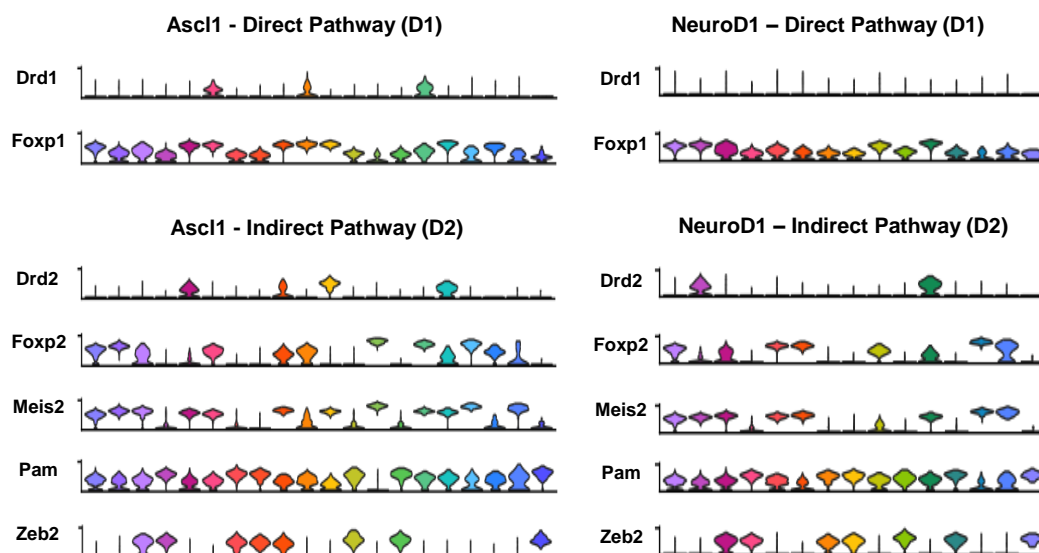 Ascl1 - Direct Pathway (D1)
Drd1
Foxp1
Ascl1 - Indirect Pathway (D2)
Drd2
Foxp2
Meis2
Pam
Zeb2
NeuroD1 – Direct Pathway (D1)
Drd1
Foxp1
NeuroD1 – Indirect Pathway (D2)
Drd2
Foxp2
Meis2
Pam
Zeb2